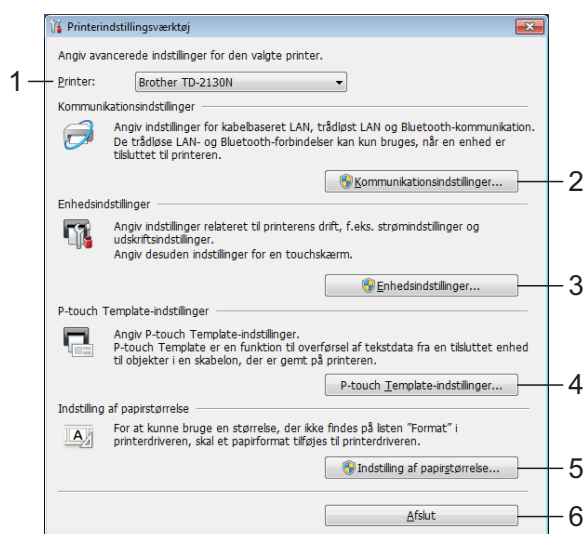 Printerindstillingsværktøj
Angiv avancerede indstillinger for den valgte printer.
1
Printer:
Brother TD-2130N
Kommunikationsindstillinger
Angiv indstillinger for kabelbaseret LAN, trådløst LAN og Bluetooth-kommunikation.
De trådløse LAN- og Bluetooth-forbindelser kan kun bruges, når en enhed er
tilsluttet til printeren.
Kommunikationsindstillinger...
2
Enhedsindstillinger
Angiv indstillinger relateret til printerens drift, f.eks. strømindstillinger og
udskriftsindstillinger.
Angiv desuden indstillinger for en touchskærm.
Enhedsindstillinger...
3
P-touch Template-indstillinger
Angiv P-touch Template-indstillinger.
P-touch Template er en funktion til overførsel af tekstdata fra en tilsluttet enhed
til objekter i en skabelon, der er gemt på printeren.
P-touch Template-indstillinger...
4
Indstilling af papirstørrelse
For at kunne bruge en størrelse, der ikke findes på listen "Format" i
printerdriveren, skal et papirformat tilføjes til printerdriveren.
Indstilling af papirstørrelse...
5
Afslut
6